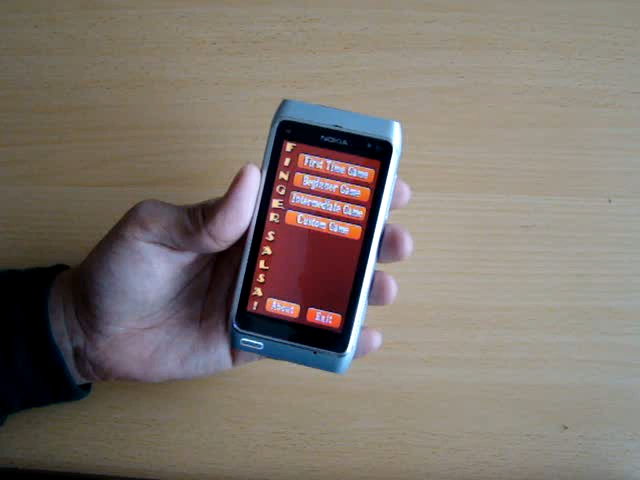 NOKIA
FINGER SALSA!
First Time Game
Beginner Game
Intermediate Game
Custom Game
About
Exit